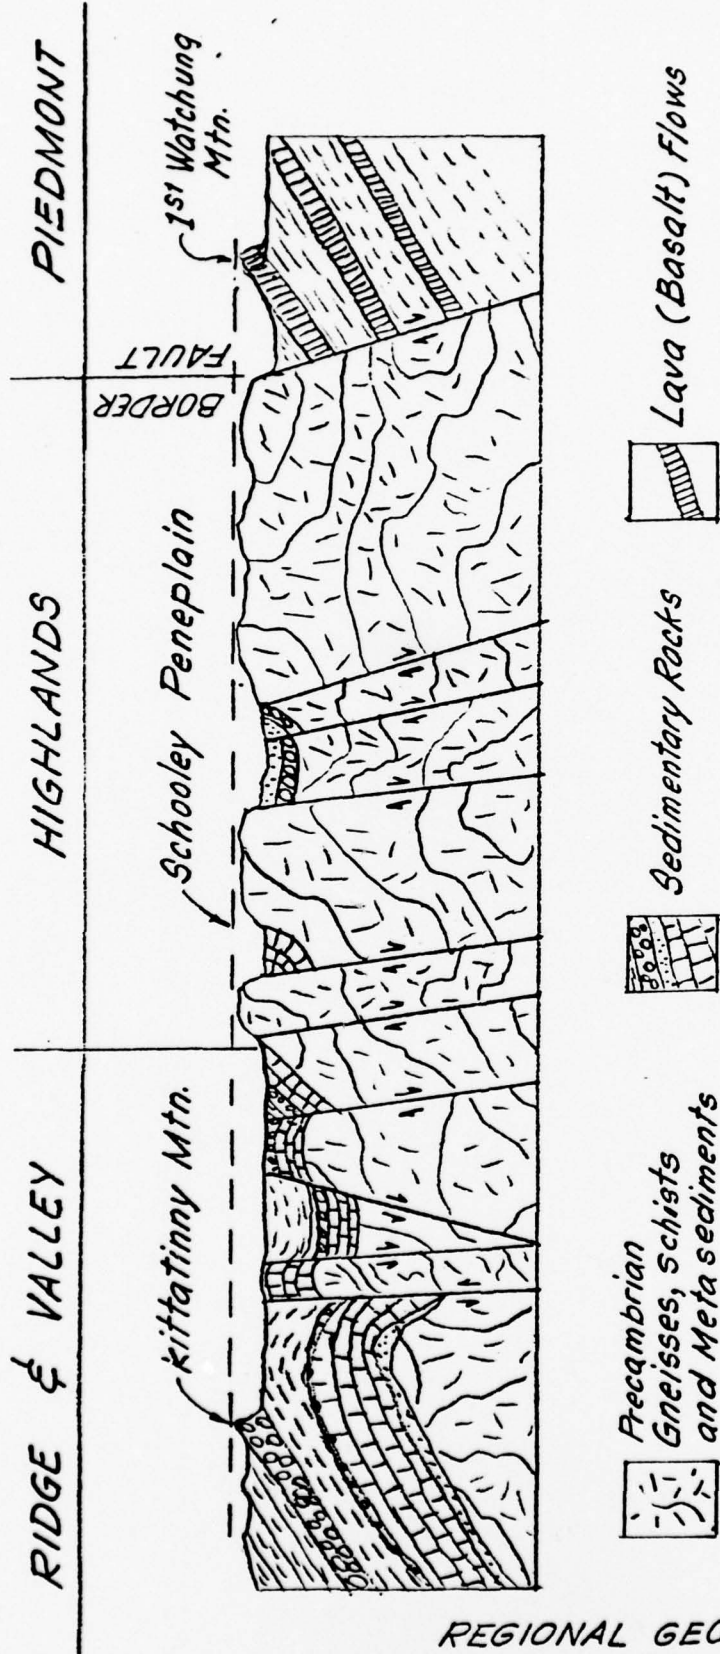 RIDGE & VALLEY
HIGHLANDS
PIEDMONT
Kittatinny Mtn.
Schooley Peneplain
BORDER
FAULT
1ST Watchung
Mtn.
Precambrian
Gneisses, schists
and Meta sediments
Sedimentary Rocks
Lava (Basalt) Flows
REGIONAL GEO